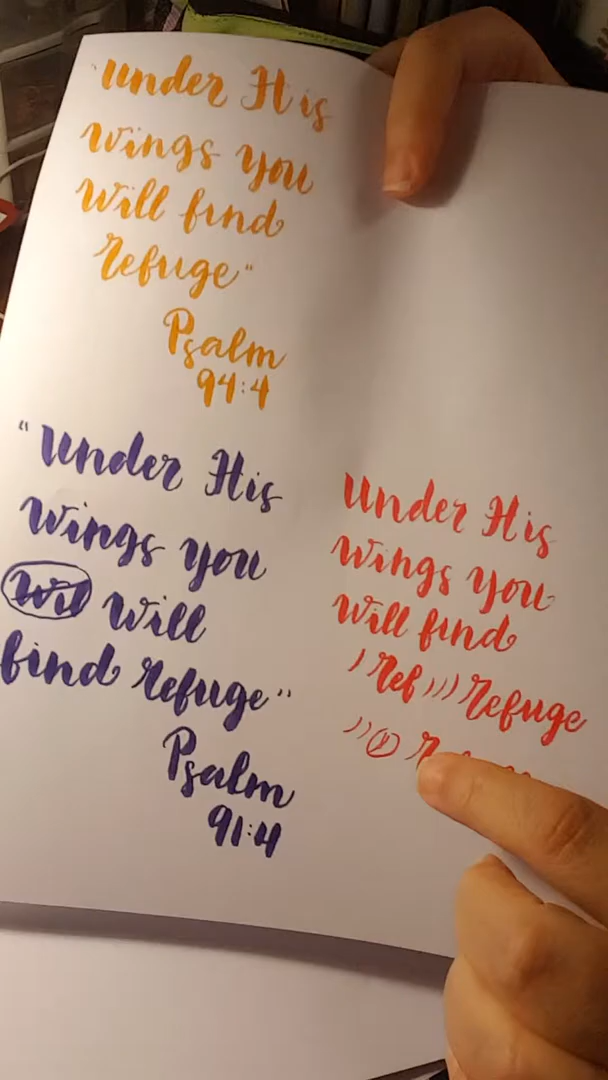 "Under His
Wings You
Will find
Refuge"
Psalm
94:4
"Under His
Wings You
Wil Will
find Refuge"
Psalm
91:4
Under His
Wings You
Will find
Ref Refuge